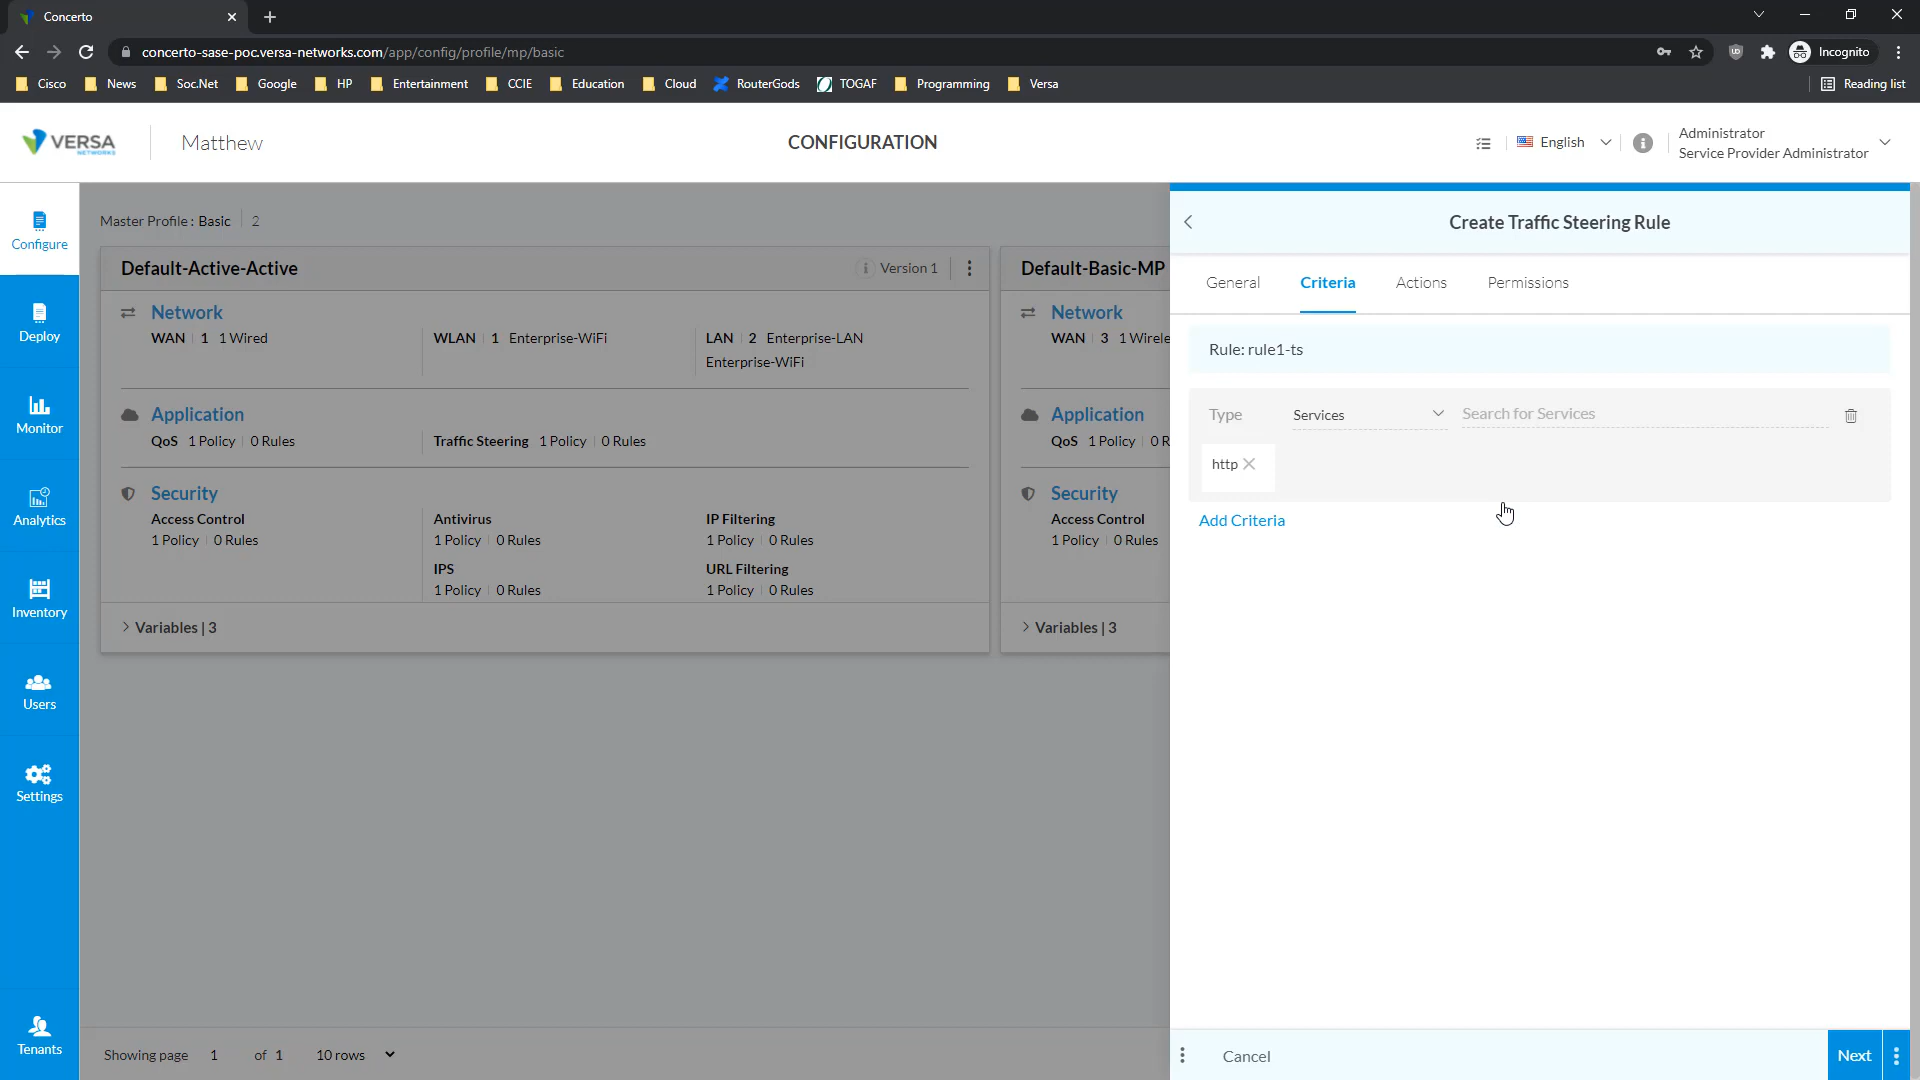 Concerto
concerto-sase-poc.versa-networks.com/app/config/profile/mp/basic
Incognito
Cisco News Soc.Net Google HP Entertainment CCIE Education Cloud RouterGods TOGAF Programming Versa Reading list
VERSA
NETWORKS
Matthew
CONFIGURATION
English
Administrator
Service Provider Administrator
Configure
Deploy
Monitor
Analytics
Inventory
Users
Settings
Tenants
Master Profile : Basic 2
Default-Active-Active
Version 1
Network
WAN 1 1 Wired
WLAN 1 Enterprise-WiFi
LAN 2 Enterprise-LAN
Enterprise-WiFi
Application
QoS 1 Policy 0 Rules
Traffic Steering 1 Policy 0 Rules
Security
Access Control
1 Policy 0 Rules
Antivirus
1 Policy 0 Rules
IP Filtering
1 Policy 0 Rules
IPS
1 Policy 0 Rules
URL Filtering
1 Policy 0 Rules
Variables | 3
Default-Basic-MP
Network
WAN 3 1 Wirele
Application
QoS 1 Policy 0 R
Security
Access Control
1 Policy 0 Rules
Variables | 3
Showing page 1 of 1 10 rows
Create Traffic Steering Rule
General Criteria Actions Permissions
Rule: rule1-ts
Type Services Search for Services
http
Add Criteria
Cancel
Next